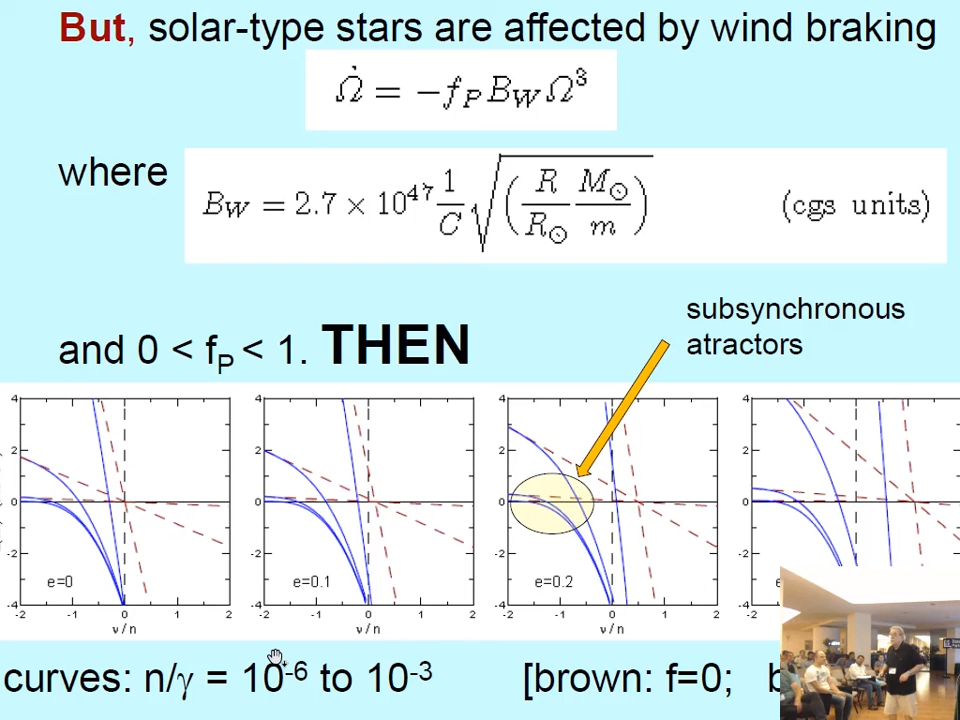 But, solar-type stars are affected by wind braking
Ω̇ = −f_P B_W Ω³
where
B_W = 2.7 × 10⁴⁷ 1/C √(R/R_⊙ M_⊙/m) (cgs units)
subsynchronous
atractors
and 0 < f_P < 1. THEN
4 4 4 4
2 2 2 2
0 0 0 0
-2 -2 -2 -2
e=0 e=0.1 e=0.2
-4 -4 -4 -4
-2 -1 0 1 2 -2 -1 0 1 2 -2 -1 0 1 2 -2
ν/n ν/n ν/n
curves: n/γ = 10⁻⁶ to 10⁻³ [brown: f=0;